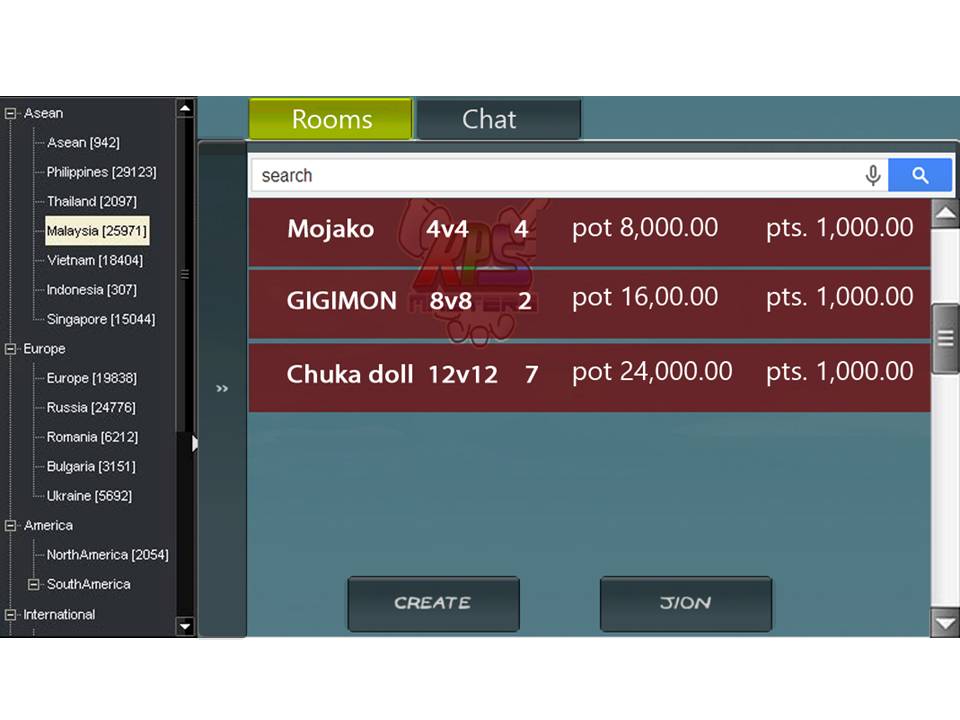 Asean
Asean [942]
Philippines [29123]
Thailand [2097]
Malaysia [25971]
Vietnam [18404]
Indonesia [307]
Singapore [15044]
Europe
Europe [19838]
Russia [24776]
Romania [6212]
Bulgaria [3151]
Ukraine [5692]
America
NorthAmerica [2054]
SouthAmerica
International
»
Rooms Chat
search
Mojako 4v4 4 pot 8,000.00 pts. 1,000.00
GIGIMON 8v8 2 pot 16,00.00 pts. 1,000.00
Chuka doll 12v12 7 pot 24,000.00 pts. 1,000.00
RPS
MASTERS
CREATE JION